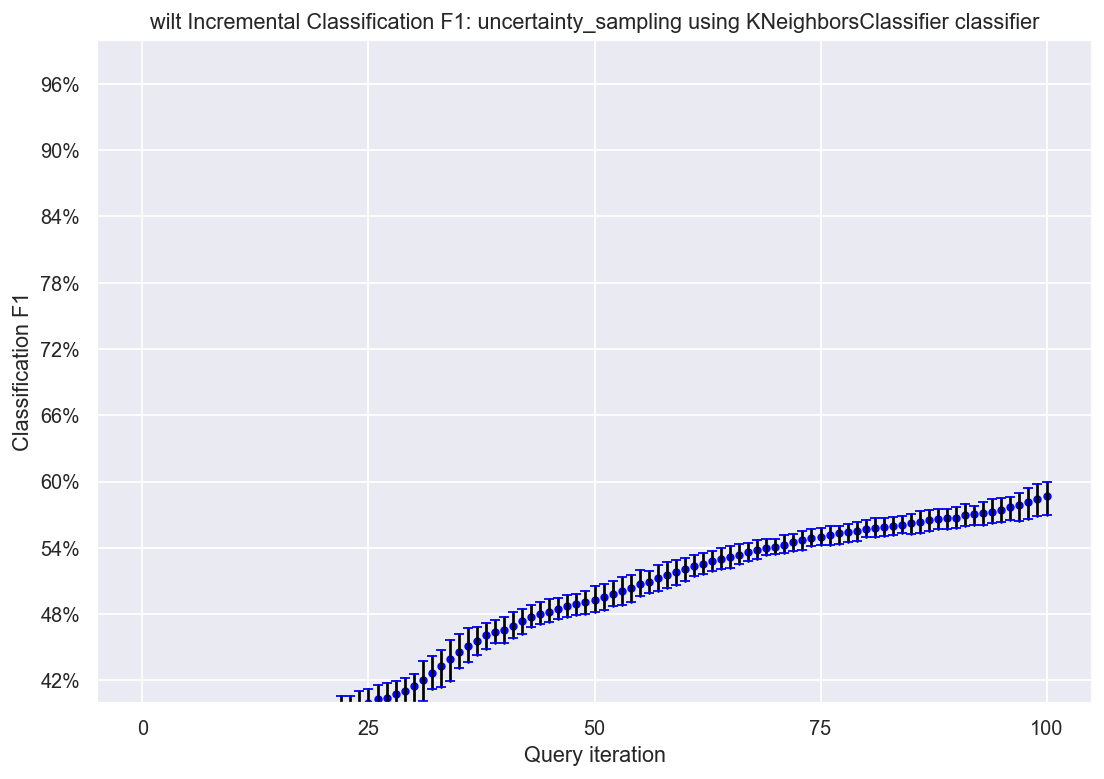 wilt Incremental Classification F1: uncertainty_sampling using KNeighborsClassifier classifier
96%
90%
84%
78%
72%
66%
60%
54%
48%
42%
Classification F1
0 25 50 75 100
Query iteration